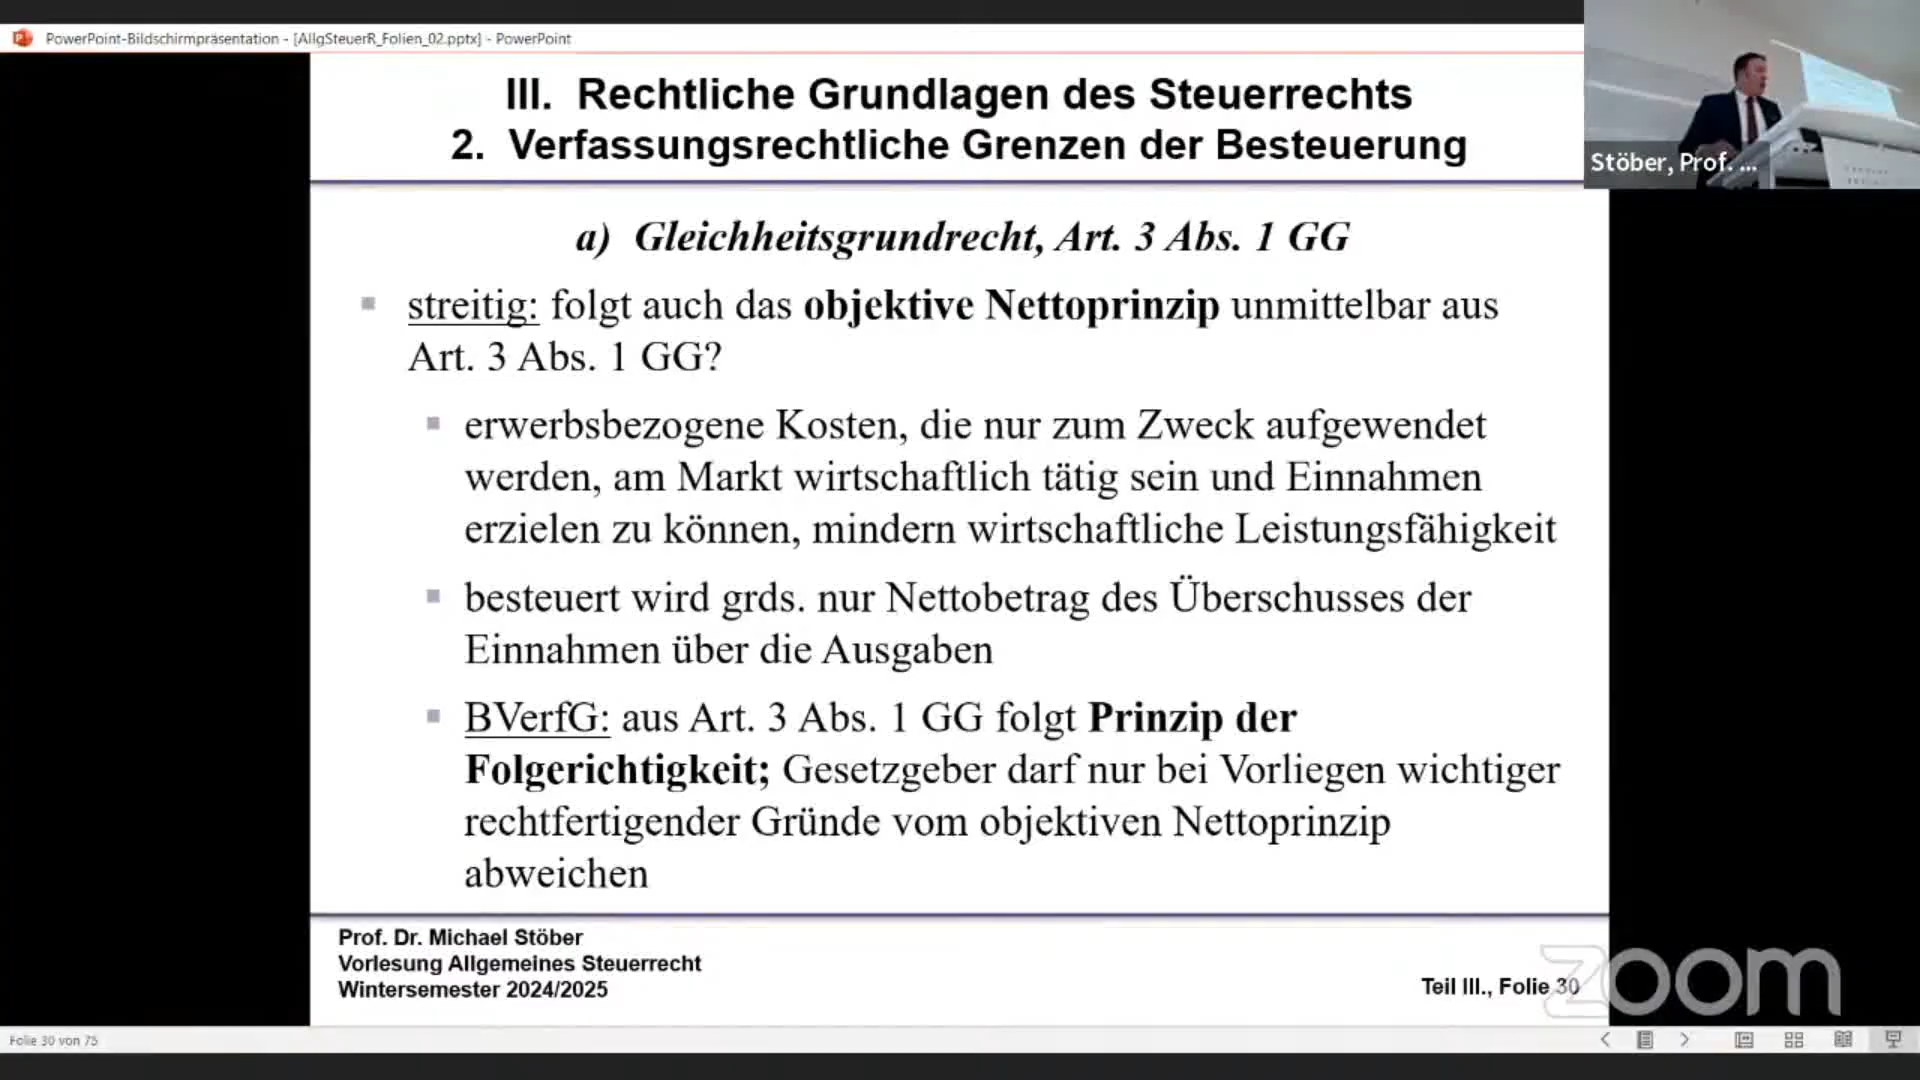 PowerPoint-Bildschirmpräsentation - [AllgSteuerR_Folien_02.pptx] - PowerPoint
III. Rechtliche Grundlagen des Steuerrechts
2. Verfassungsrechtliche Grenzen der Besteuerung
Stöber, Prof. ...
a) Gleichheitsgrundrecht, Art. 3 Abs. 1 GG
streitig: folgt auch das objektive Nettoprinzip unmittelbar aus
Art. 3 Abs. 1 GG?
erwerbsbezogene Kosten, die nur zum Zweck aufgewendet
werden, am Markt wirtschaftlich tätig sein und Einnahmen
erzielen zu können, mindern wirtschaftliche Leistungsfähigkeit
besteuert wird grds. nur Nettobetrag des Überschusses der
Einnahmen über die Ausgaben
BVerfG: aus Art. 3 Abs. 1 GG folgt Prinzip der
Folgerichtigkeit; Gesetzgeber darf nur bei Vorliegen wichtiger
rechtfertigender Gründe vom objektiven Nettoprinzip
abweichen
Prof. Dr. Michael Stöber
Vorlesung Allgemeines Steuerrecht
Wintersemester 2024/2025
Teil III., Folie 30
zoom
Folie 30 von 75